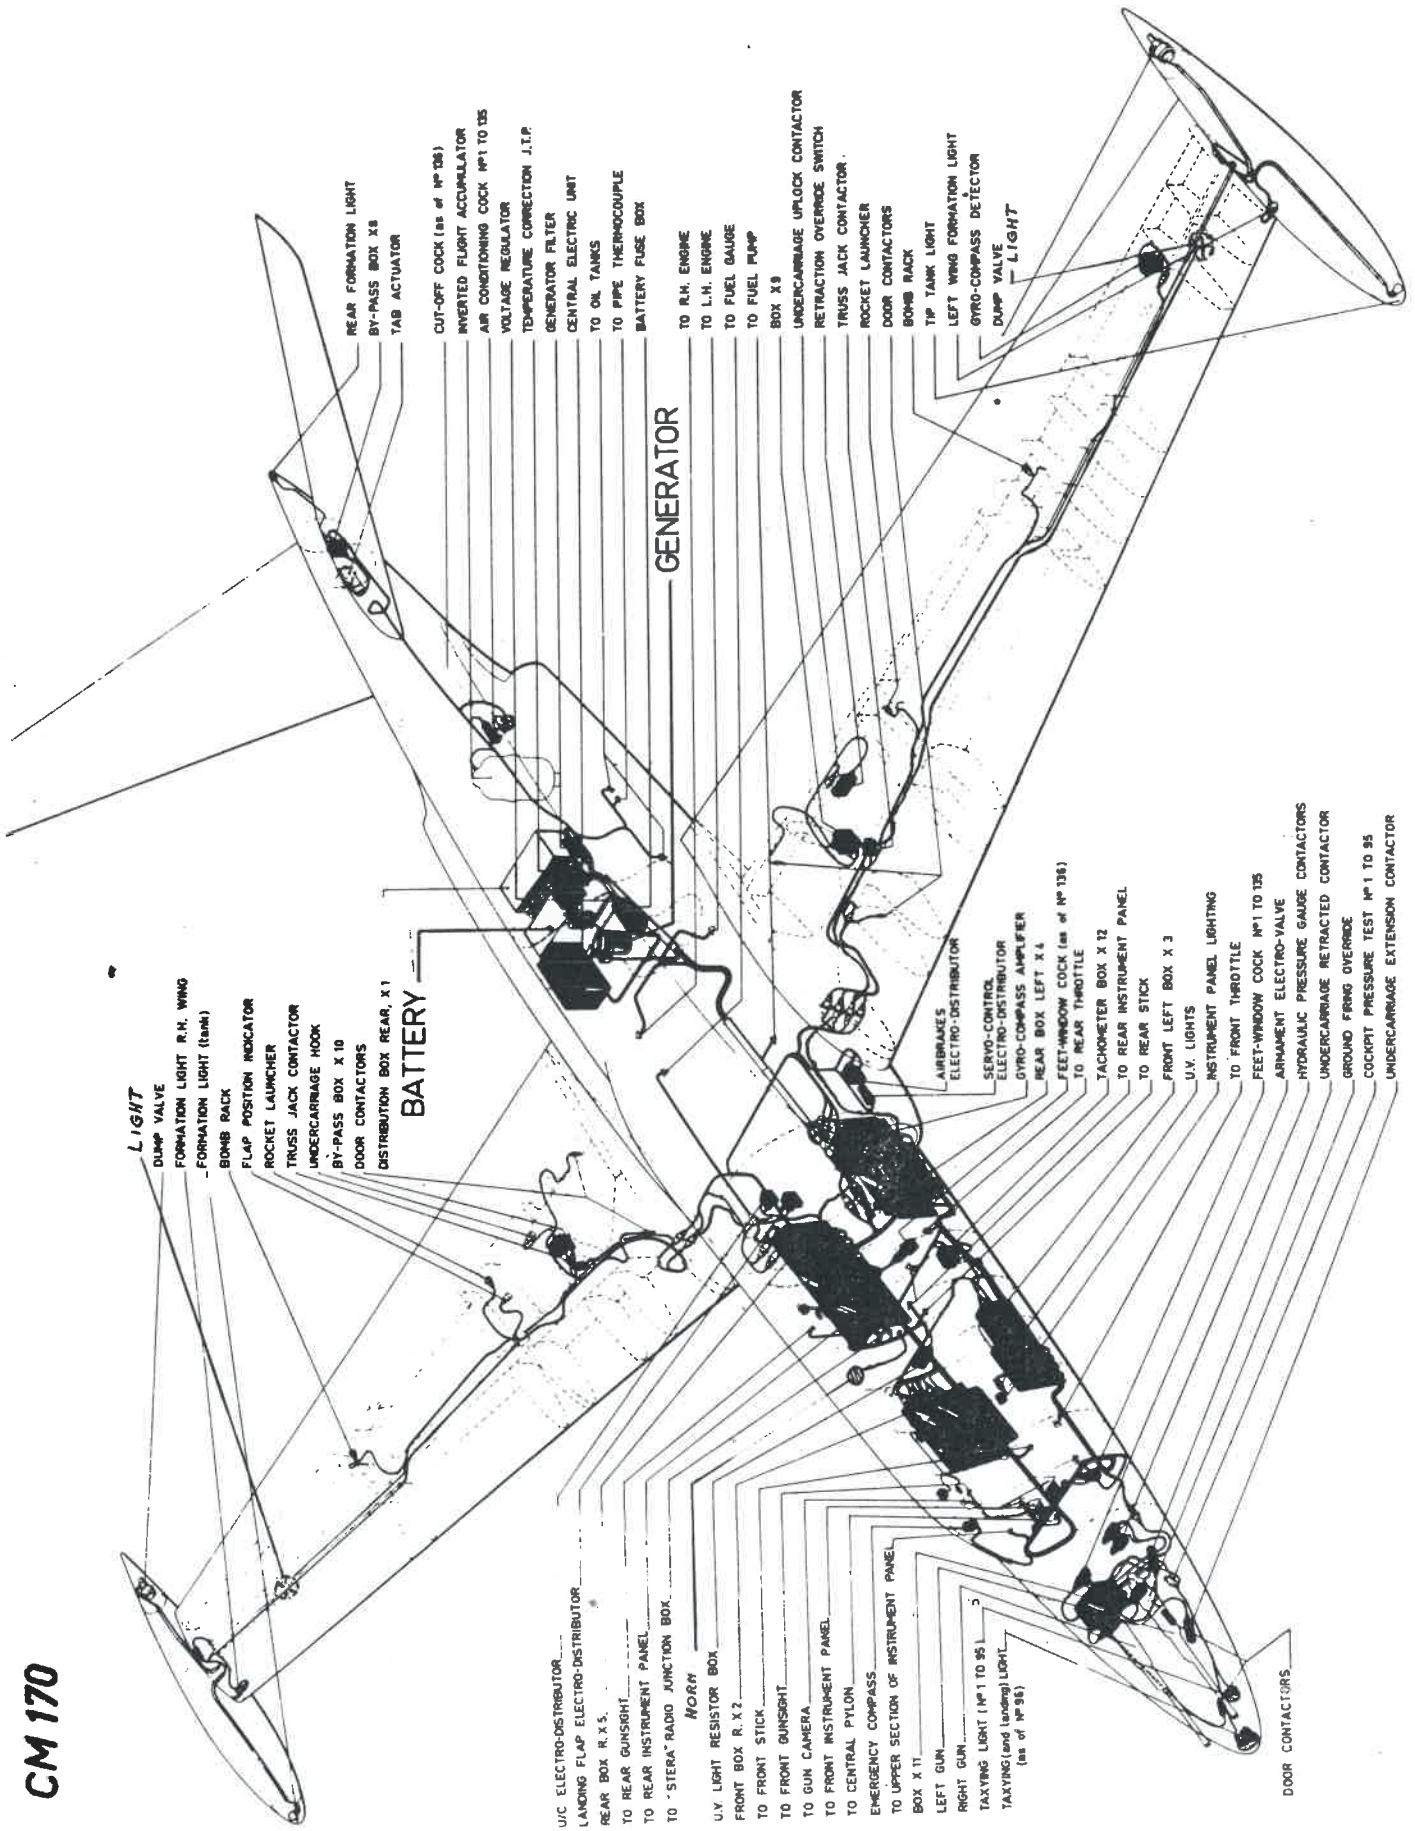 CM 170
LIGHT
DUMP VALVE
FORMATION LIGHT R.H. WING
FORMATION LIGHT (tank)
BOMB RACK
FLAP POSITION INDICATOR
ROCKET LAUNCHER
TRUSS JACK CONTACTOR
UNDERCARRIAGE HOOK
BY-PASS BOX X 10
DOOR CONTACTORS
DISTRIBUTION BOX REAR, X 1
BATTERY
REAR FORMATION LIGHT
BY-PASS BOX X 8
TAB ACTUATOR
CUT-OFF COCK (as of Nº 136)
INVERTED FLIGHT ACCUMULATOR
AIR CONDITIONING COCK Nº 1 TO 135
VOLTAGE REGULATOR
TEMPERATURE CORRECTION J.T.P.
GENERATOR FILTER
CENTRAL ELECTRIC UNIT
TO OIL TANKS
TO PIPE THERMOCOUPLE
BATTERY FUSE BOX
GENERATOR
TO R.H. ENGINE
TO L.H. ENGINE
TO FUEL GAUGE
TO FUEL PUMP
BOX X 9
UNDERCARRIAGE UPLOCK CONTACTOR
RETRACTION OVERRIDE SWITCH
TRUSS JACK CONTACTOR.
ROCKET LAUNCHER
DOOR CONTACTORS
BOMB RACK
TIP TANK LIGHT
LEFT WING FORMATION LIGHT
GYRO-COMPASS DETECTOR
DUMP VALVE
LIGHT
U/C ELECTRO-DISTRIBUTOR
LANDING FLAP ELECTRO-DISTRIBUTOR
REAR BOX R. X 5.
TO REAR GUNSIGHT
TO REAR INSTRUMENT PANEL
TO "STERA" RADIO JUNCTION BOX
HORN
U.V. LIGHT RESISTOR BOX
FRONT BOX R. X 2
TO FRONT STICK
TO FRONT GUNSIGHT
TO GUN CAMERA
TO FRONT INSTRUMENT PANEL
TO CENTRAL PYLON
EMERGENCY COMPASS
TO UPPER SECTION OF INSTRUMENT PANEL
BOX X 11
LEFT GUN
RIGHT GUN
TAXYING LIGHT (Nº 1 TO 95)
TAXYING (and landing) LIGHT
(as of Nº 96)
AIRBRAKES
ELECTRO-DISTRIBUTOR
SERVO-CONTROL
ELECTRO-DISTRIBUTOR
GYRO-COMPASS AMPLIFIER
REAR BOX LEFT X 4
FEET-WINDOW COCK (as of Nº 136)
TO REAR THROTTLE
TACHOMETER BOX X 12
TO REAR INSTRUMENT PANEL
TO REAR STICK
FRONT LEFT BOX X 3
U.V. LIGHTS
INSTRUMENT PANEL LIGHTING
TO FRONT THROTTLE
FEET-WINDOW COCK Nº 1 TO 135
ARMAMENT ELECTRO-VALVE
HYDRAULIC PRESSURE GAUGE CONTACTORS
UNDERCARRIAGE RETRACTED CONTACTOR
GROUND FIRING OVERRIDE
COCKPIT PRESSURE TEST Nº 1 TO 95
UNDERCARRIAGE EXTENSION CONTACTOR
DOOR CONTACTORS